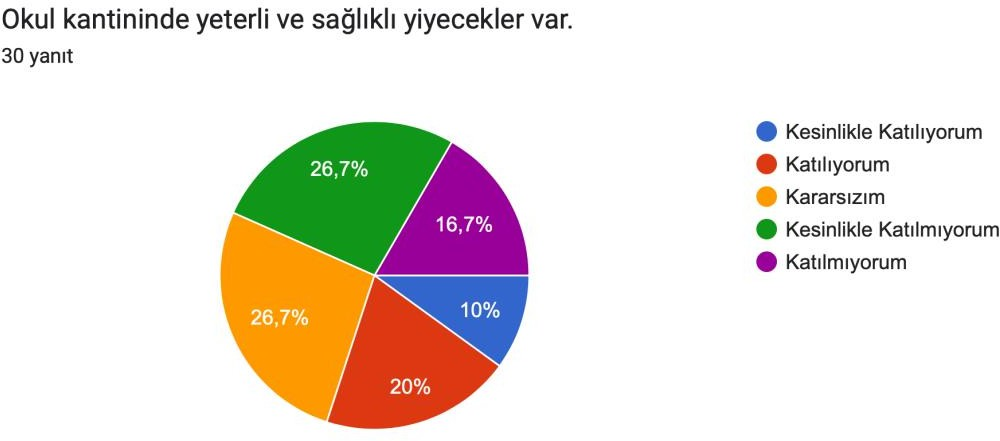 Okul kantininde yeterli ve sağlıklı yiyecekler var.
30 yanıt
26,7%
16,7%
26,7%
10%
20%
Kesinlikle Katılıyorum
Katılıyorum
Kararsızım
Kesinlikle Katılmıyorum
Katılmıyorum